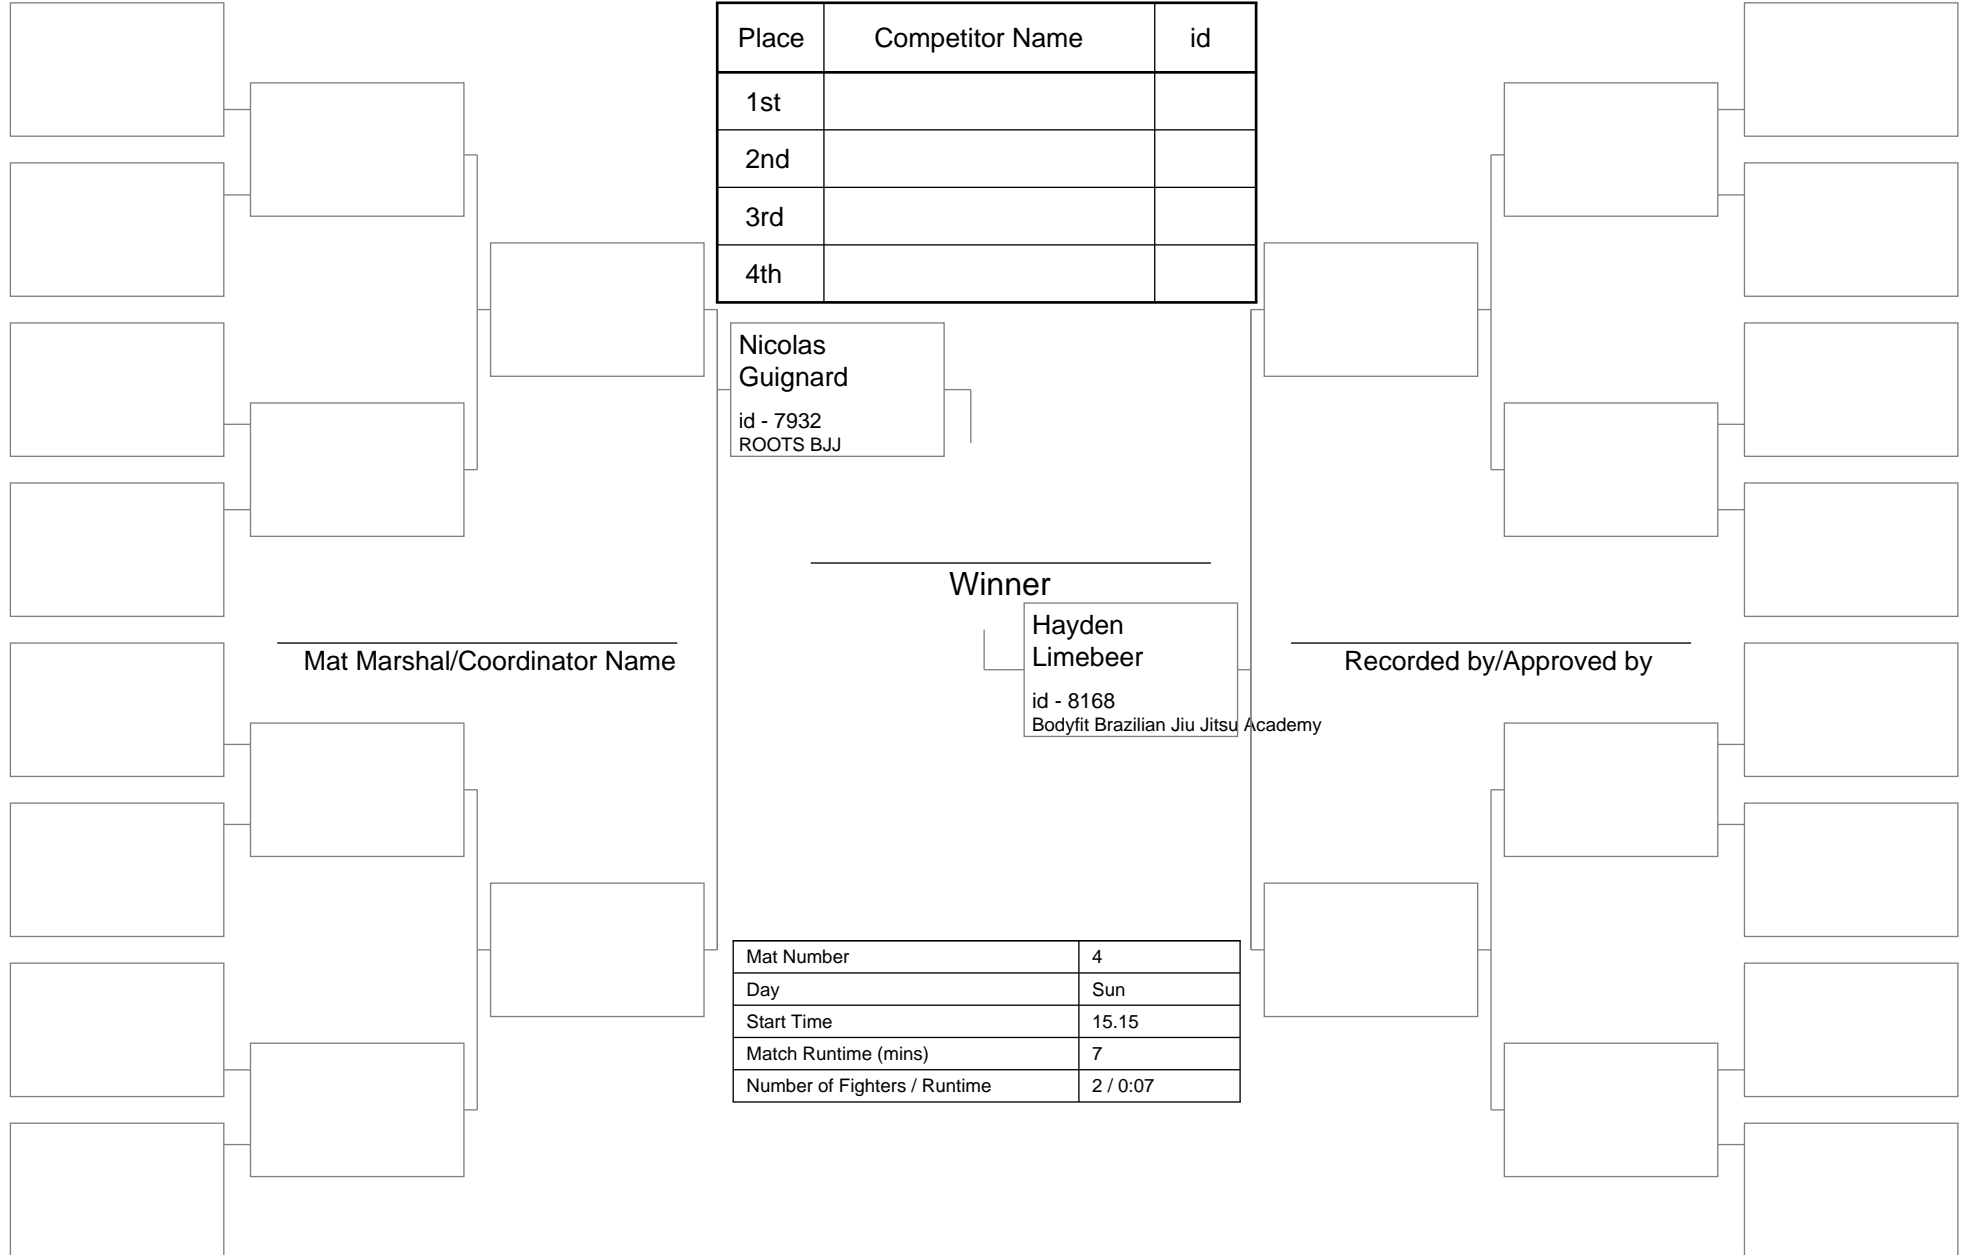 Place Competitor Name id
1st
2nd
3rd
4th
Nicolas
Guignard
id - 7932
ROOTS BJJ
Winner
Hayden
Limebeer
id - 8168
Bodyfit Brazilian Jiu Jitsu Academy
Mat Marshal/Coordinator Name
Recorded by/Approved by
Mat Number 4
Day Sun
Start Time 15.15
Match Runtime (mins) 7
Number of Fighters / Runtime 2 / 0:07